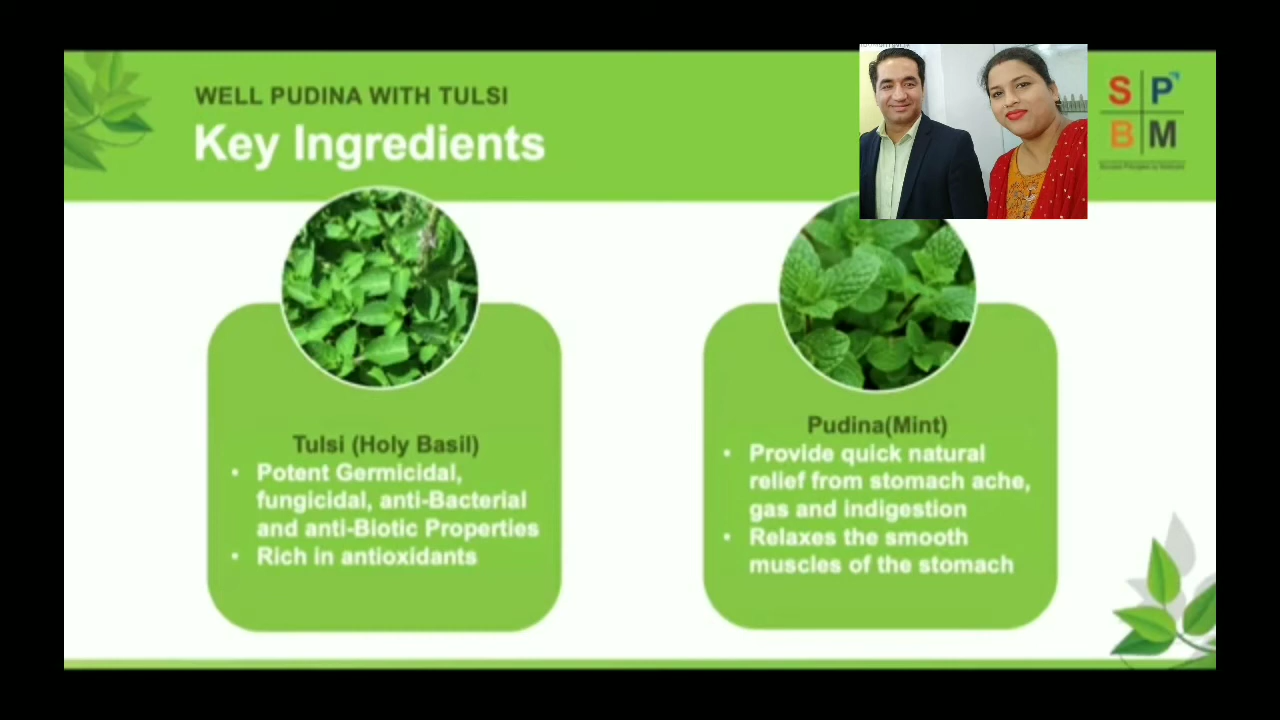 WELL PUDINA WITH TULSI
Key Ingredients
S P
B M
Tulsi (Holy Basil)
• Potent Germicidal,
fungicidal, anti-Bacterial
and anti-Biotic Properties
• Rich in antioxidants
Pudina(Mint)
• Provide quick natural
relief from stomach ache,
gas and indigestion
• Relaxes the smooth
muscles of the stomach